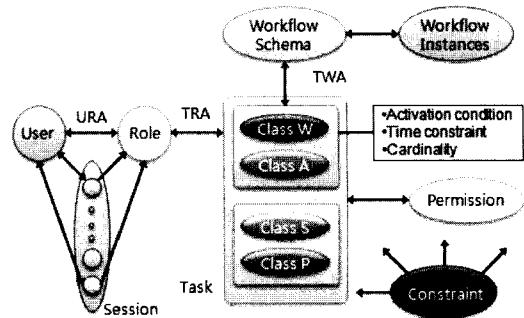 Workflow
Schema
Workflow
Instances
TWA
User
URA
Role
TRA
Class W
Class A
•Activation condition
•Time constraint
•Cardinality
Class S
Class P
Permission
Task
Session
Constraint